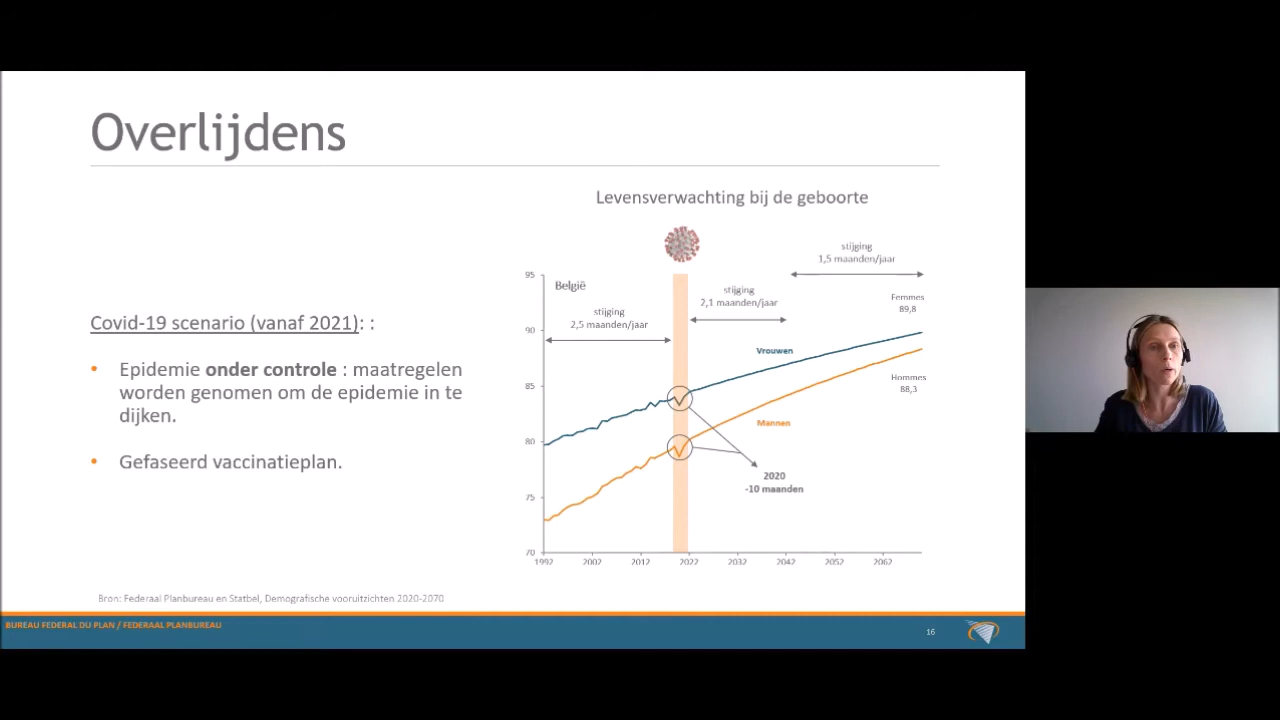 Overlijdens
Levensverwachting bij de geboorte
Covid-19 scenario (vanaf 2021): :
• Epidemie onder controle : maatregelen
worden genomen om de epidemie in te
dijken.
• Gefaseerd vaccinatieplan.
stijging
1,5 maanden/jaar
België
stijging
2,1 maanden/jaar
stijging
2,5 maanden/jaar
Femmes
89,8
Vrouwen
Hommes
88,3
Mannen
2020
-10 maanden
95
90
85
80
75
70
1992 2002 2012 2022 2032 2042 2052 2062
Bron: Federaal Planbureau en Statbel, Demografische vooruitzichten 2020-2070
BUREAU FEDERAL DU PLAN / FEDERAAL PLANBUREAU
16